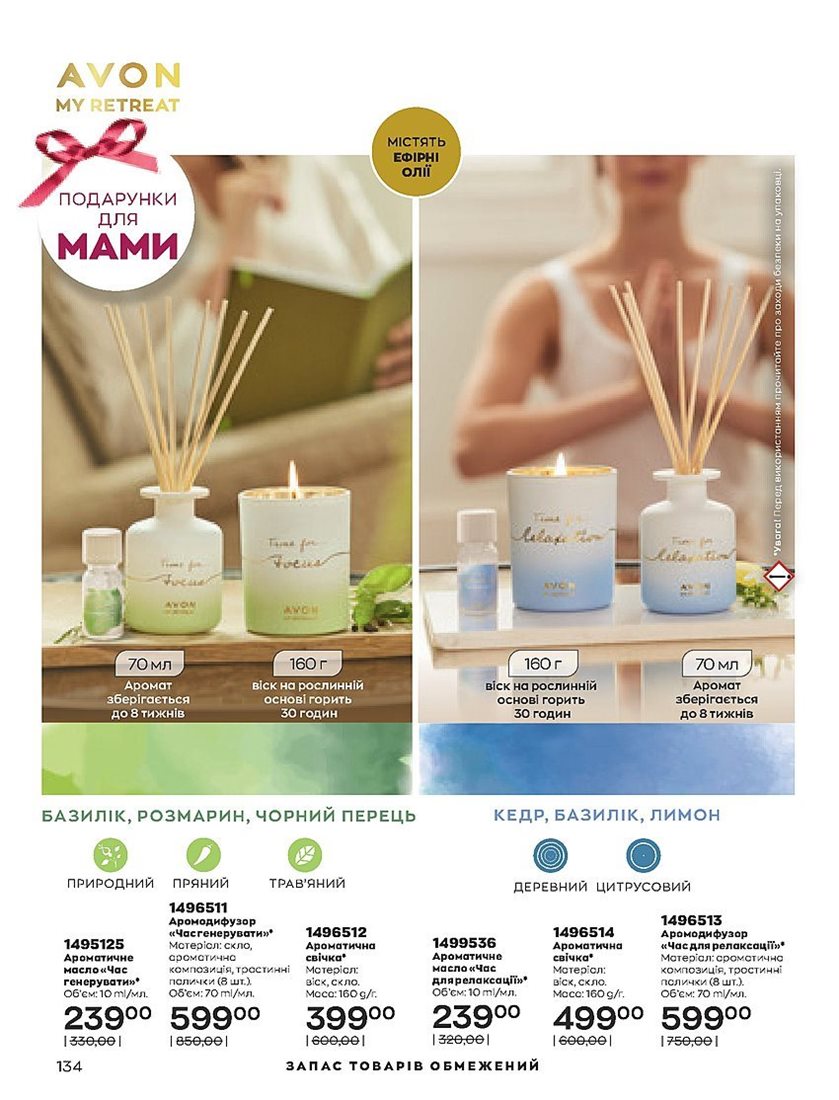 AVON
MY RETREAT
ПОДАРУНКИ
ДЛЯ
МАМИ
МІСТЯТЬ
ЕФІРНІ
ОЛІЇ
*Увага! Перед використанням прочитайте про заходи безпеки на упаковці.
Time for
Focus
Time for
Focus
AVON
MY RETREAT
Time for
Relaxation
AVON
Time for
Relaxation
AVON
70 мл
Аромат
зберігається
до 8 тижнів
160 г
віск на рослинній
основі горить
30 годин
160 г
віск на рослинній
основі горить
30 годин
70 мл
Аромат
зберігається
до 8 тижнів
БАЗИЛІК, РОЗМАРИН, ЧОРНИЙ ПЕРЕЦЬ
ПРИРОДНИЙ ПРЯНИЙ ТРАВ'ЯНИЙ
КЕДР, БАЗИЛІК, ЛИМОН
ДЕРЕВНИЙ ЦИТРУСОВИЙ
1495125
Ароматичне
масло «Час
генерувати»*
Об'єм: 10 ml/мл.
23900
|330,00|
1496511
Аромодифузор
«Час генерувати»*
Матеріал: скло,
ароматична
композиція, тростинні
палички (8 шт.).
Об'єм: 70 ml/мл.
59900
|850,00|
1496512
Ароматична
свічка*
Матеріал:
віск, скло.
Маса: 160 g/г.
39900
|600,00|
1499536
Ароматичне
масло «Час
для релаксації»*
Об'єм: 10 ml/мл.
23900
|320,00|
1496514
Ароматична
свічка*
Матеріал:
віск, скло.
Маса: 160 g/г.
49900
|600,00|
1496513
Аромодифузор
«Час для релаксації»*
Матеріал: ароматична
композиція, тростинні
палички (8 шт.).
Об'єм: 70 ml/мл.
59900
|750,00|
134
ЗАПАС ТОВАРІВ ОБМЕЖЕНИЙ